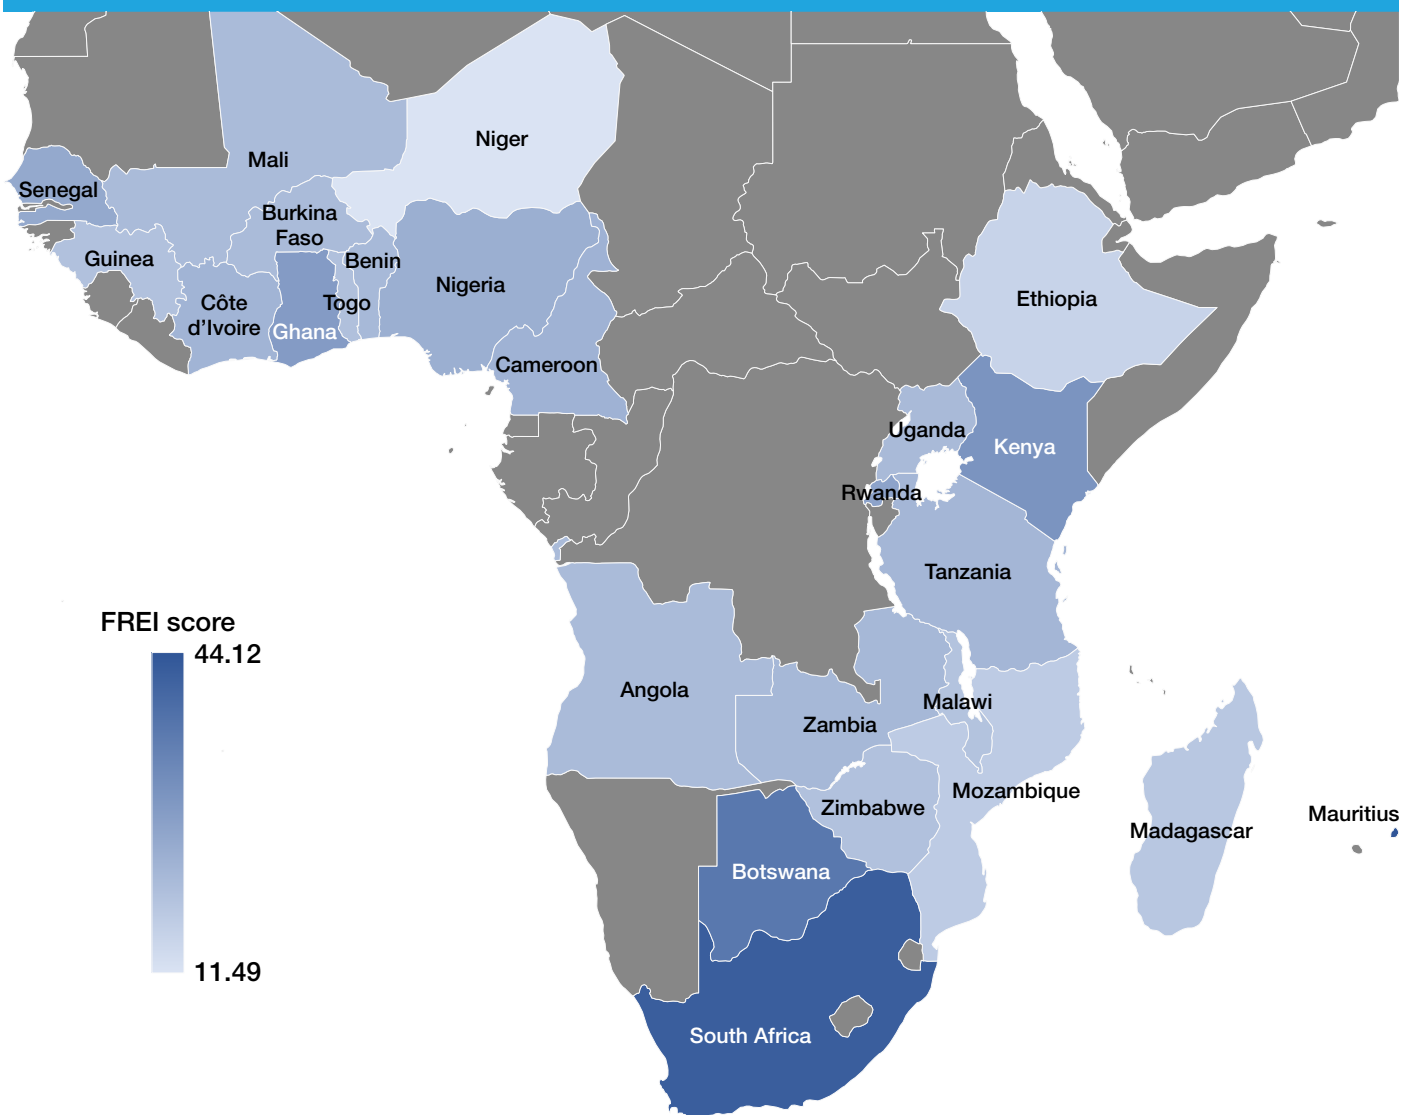 Niger
Mali
Senegal
Burkina
Faso
Guinea
Benin
Nigeria
Côte
d’Ivoire
Togo
Ghana
Ethiopia
Cameroon
Uganda
Kenya
Rwanda
Tanzania
FREI score
44.12
11.49
Angola
Malawi
Zambia
Mozambique
Zimbabwe
Madagascar
Mauritius
Botswana
South Africa